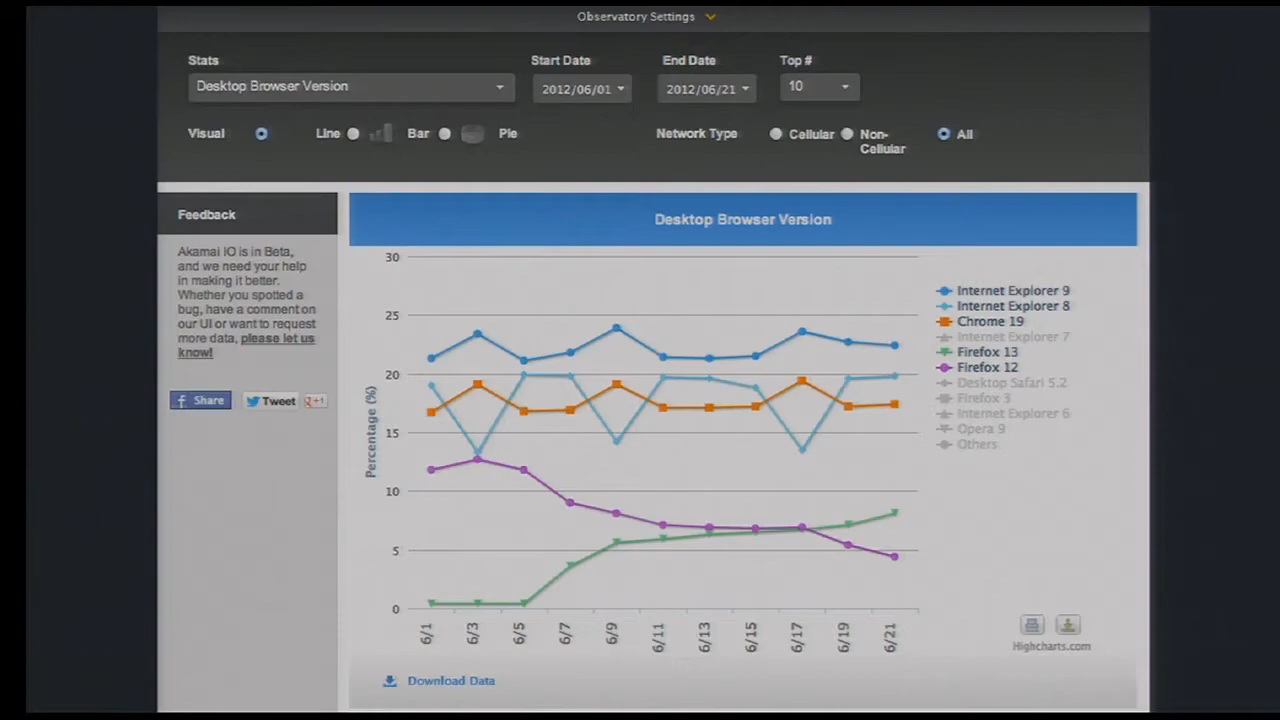 Observatory Settings
Stats
Start Date
End Date
Top #
Desktop Browser Version
2012/06/01
2012/06/21
10
Visual
Line
Bar
Pie
Network Type
Cellular
Non-
Cellular
All
Feedback
Akamai IO is in Beta,
and we need your help
in making it better.
Whether you spotted a
bug, have a comment on
our UI or want to request
more data, please let us
know!
Share
Tweet
+1
Desktop Browser Version
Percentage (%)
30
25
20
15
10
5
0
6/1
6/3
6/5
6/7
6/9
6/11
6/13
6/15
6/17
6/19
6/21
Internet Explorer 9
Internet Explorer 8
Chrome 19
Internet Explorer 7
Firefox 13
Firefox 12
Desktop Safari 5.2
Firefox 3
Internet Explorer 6
Opera 9
Others
Highcharts.com
Download Data